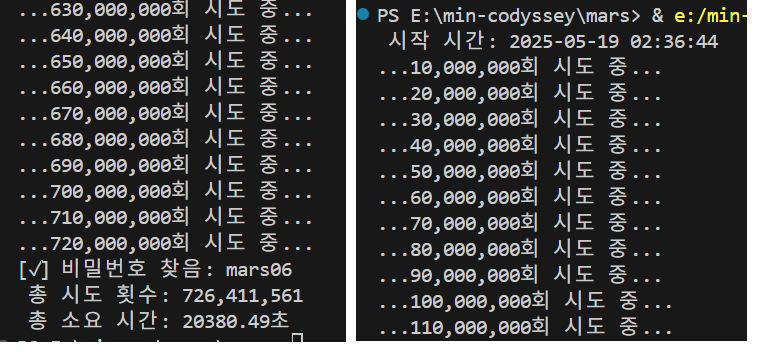 ...630,000,000회 시도 중...
...640,000,000회 시도 중...
...650,000,000회 시도 중...
...660,000,000회 시도 중...
...670,000,000회 시도 중...
...680,000,000회 시도 중...
...690,000,000회 시도 중...
...700,000,000회 시도 중...
...710,000,000회 시도 중...
...720,000,000회 시도 중...
[√] 비밀번호 찾음: mars06
총 시도 횟수: 726,411,561
총 소요 시간: 20380.49초
PS E:\min-codyssey\mars> & e:/min-
시작 시간: 2025-05-19 02:36:44
...10,000,000회 시도 중...
...20,000,000회 시도 중...
...30,000,000회 시도 중...
...40,000,000회 시도 중...
...50,000,000회 시도 중...
...60,000,000회 시도 중...
...70,000,000회 시도 중...
...80,000,000회 시도 중...
...90,000,000회 시도 중...
...100,000,000회 시도 중...
...110,000,000회 시도 중...